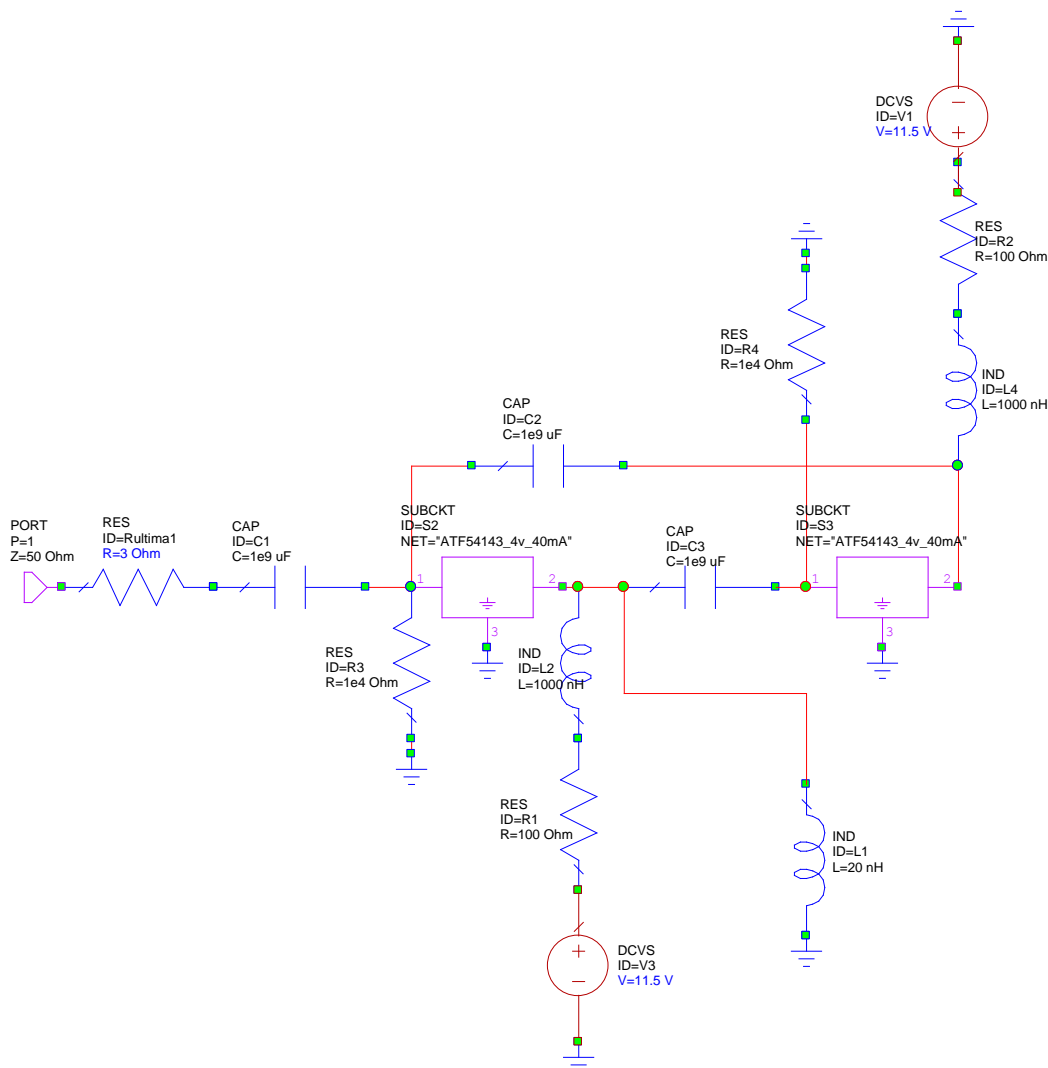 DCVS
ID=V1
V=11.5 V
RES
ID=R2
R=100 Ohm
RES
ID=R4
R=1e4 Ohm
IND
ID=L4
L=1000 nH
CAP
ID=C2
C=1e9 uF
PORT
P=1
Z=50 Ohm
RES
ID=Rultima1
R=3 Ohm
CAP
ID=C1
C=1e9 uF
SUBCKT
ID=S2
NET="ATF54143_4v_40mA"
1
2
3
CAP
ID=C3
C=1e9 uF
SUBCKT
ID=S3
NET="ATF54143_4v_40mA"
1
2
3
RES
ID=R3
R=1e4 Ohm
IND
ID=L2
L=1000 nH
RES
ID=R1
R=100 Ohm
IND
ID=L1
L=20 nH
DCVS
ID=V3
V=11.5 V